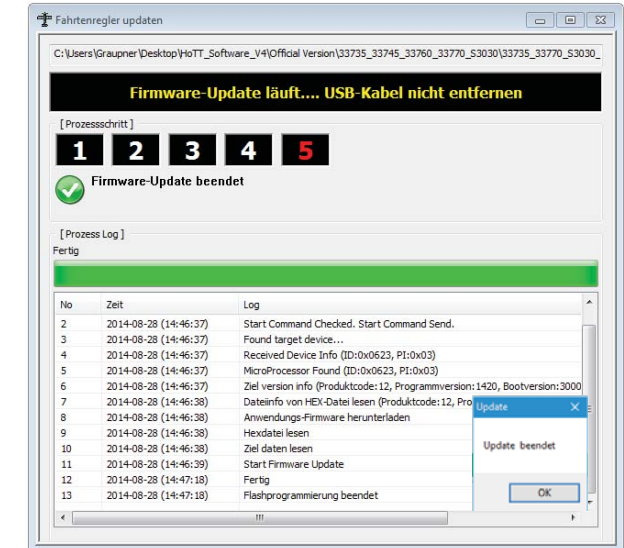 Fahrtenregler updaten
C:\Users\Graupner\Desktop\HoTT_Software_V4\Official Version\33735_33745_33760_33770_S3030\33735_33770_S3030_
Firmware-Update läuft.... USB-Kabel nicht entfernen
[ Prozessschritt ]
1 2 3 4 5
Firmware-Update beendet
[ Prozess Log ]
Fertig
No Zeit Log
2 2014-08-28 (14:46:37) Start Command Checked. Start Command Send.
3 2014-08-28 (14:46:37) Found target device...
4 2014-08-28 (14:46:37) Received Device Info (ID:0x0623, PI:0x03)
5 2014-08-28 (14:46:37) MicroProcessor Found (ID:0x0623, PI:0x03)
6 2014-08-28 (14:46:37) Ziel version info (Produktcode:12, Programmversion:1420, Bootversion:3000
7 2014-08-28 (14:46:38) Dateiinfo von HEX-Datei lesen (Produktcode:12, Pro
8 2014-08-28 (14:46:38) Anwendungs-Firmware herunterladen
9 2014-08-28 (14:46:38) Hexdatei lesen
10 2014-08-28 (14:46:38) Ziel daten lesen
11 2014-08-28 (14:46:39) Start Firmware Update
12 2014-08-28 (14:47:18) Fertig
13 2014-08-28 (14:47:18) Flashprogrammierung beendet
Update
Update beendet
OK